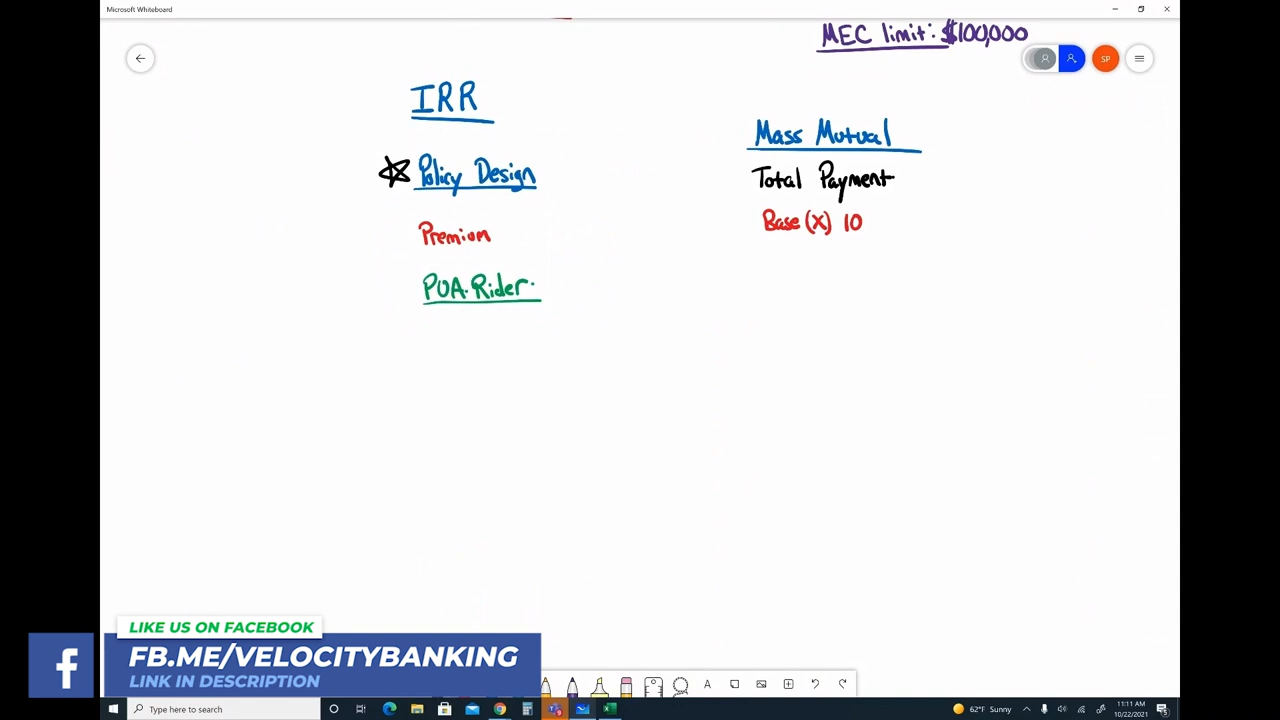 Microsoft Whiteboard
MEC limit: $100,000
SP
IRR
Mass Mutual
Policy Design
Total Payment
Base (X) 10
Premium
PUA Rider
LIKE US ON FACEBOOK
f
FB.ME/VELOCITYBANKING
LINK IN DESCRIPTION
A
Type here to search
62°F Sunny
11:11 AM
10/22/2021
5